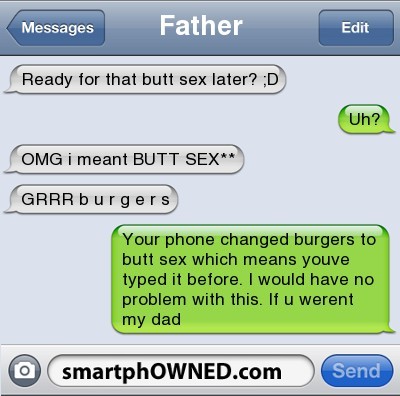 Messages
Father
Edit
Ready for that butt sex later? ;D
Uh?
OMG i meant BUTT SEX**
GRRR b u r g e r s
Your phone changed burgers to
butt sex which means youve
typed it before. I would have no
problem with this. If u werent
my dad
smartphOWNED.com
Send